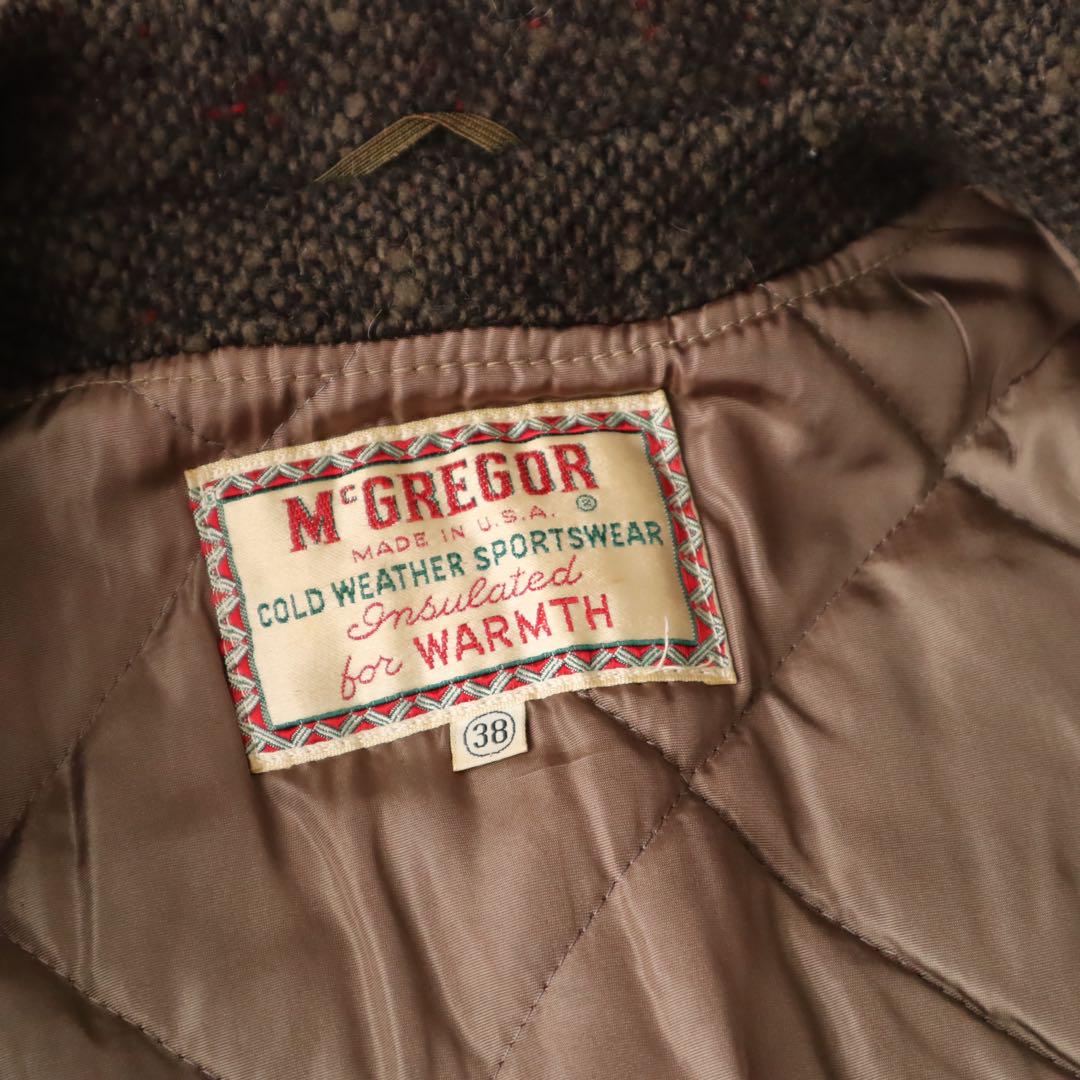 McGREGOR
MADE IN U.S.A. ®
COLD WEATHER SPORTSWEAR
Insulated
for WARMTH
38